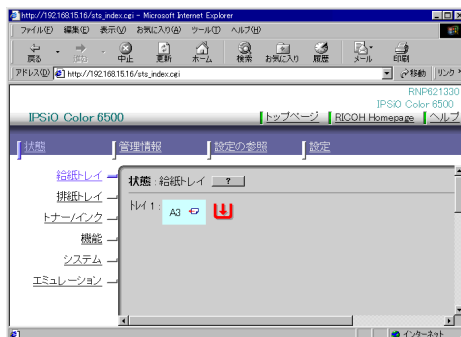 http://192.168.15.16/sts_index.cgi - Microsoft Internet Explorer
ファイル(F) 編集(E) 表示(V) お気に入り(A) ツール(T) ヘルプ(H)
戻る 進む 中止 更新 ホーム 検索 お気に入り 履歴 メール 印刷
アドレス(D) http://192.168.15.16/sts_index.cgi 移動 リンク
RNP621330
IPSiO Color 6500
IPSiO Color 6500
トップページ RICOH Homepage ヘルプ
状態 管理情報 設定の参照 設定
給紙トレイ
排紙トレイ
トナー/インク
機能
システム
エミュレーション
状態 : 給紙トレイ ?
トレイ 1 : A3
インターネット